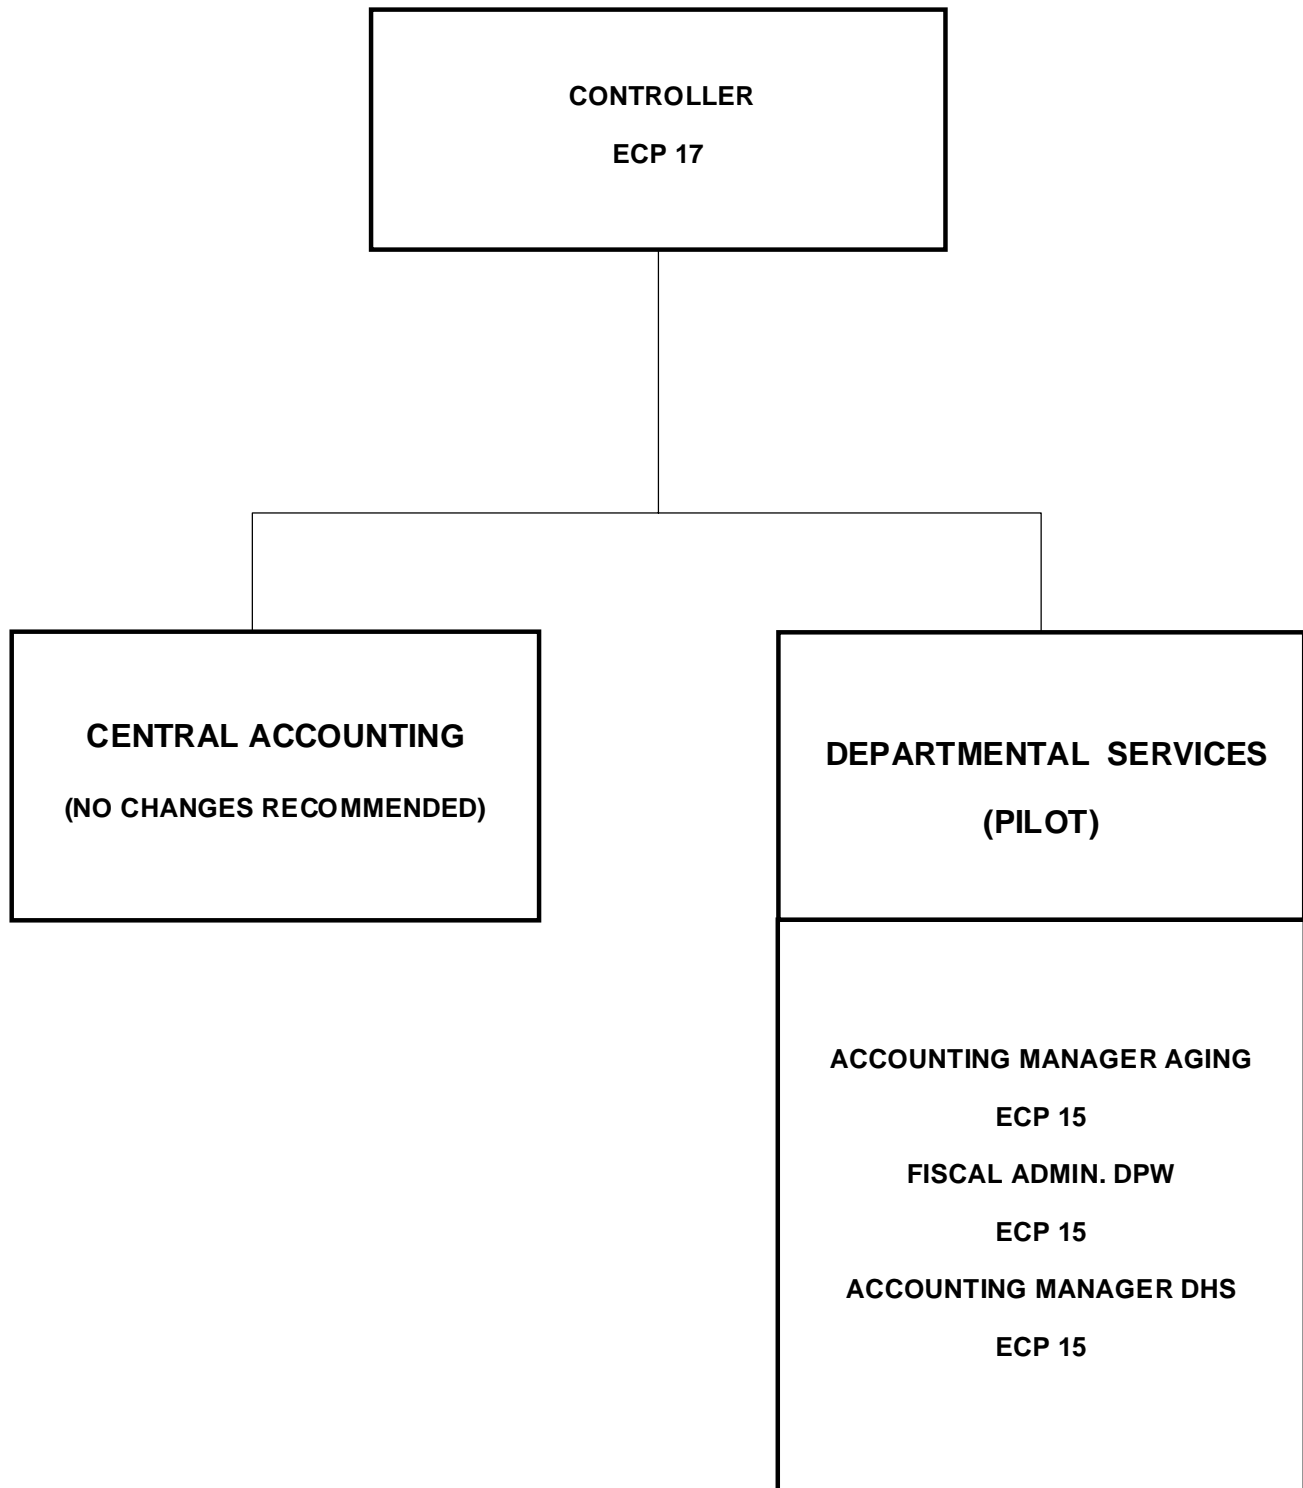 CONTROLLER
ECP 17
CENTRAL ACCOUNTING
(NO CHANGES RECOMMENDED)
DEPARTMENTAL SERVICES
(PILOT)
ACCOUNTING MANAGER AGING
ECP 15
FISCAL ADMIN. DPW
ECP 15
ACCOUNTING MANAGER DHS
ECP 15